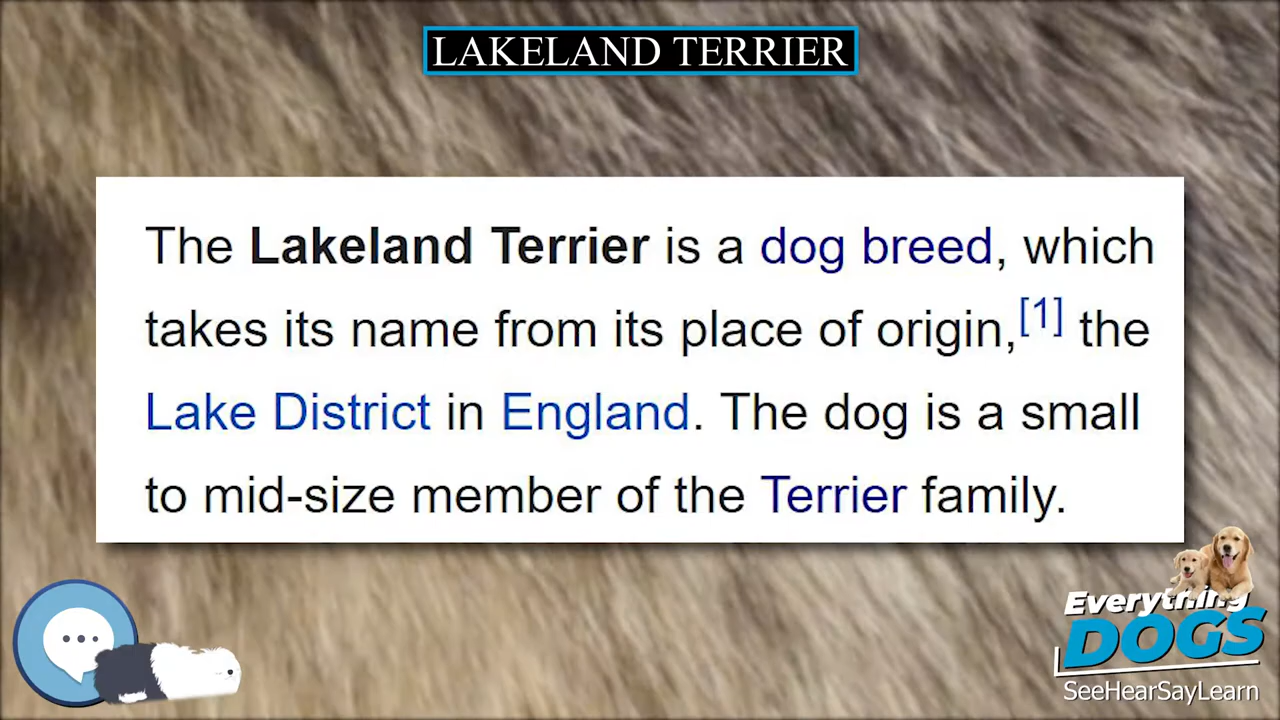 LAKELAND TERRIER
The Lakeland Terrier is a dog breed, which
takes its name from its place of origin,[1] the
Lake District in England. The dog is a small
to mid-size member of the Terrier family.
Everything
DOGS
SeeHearSayLearn